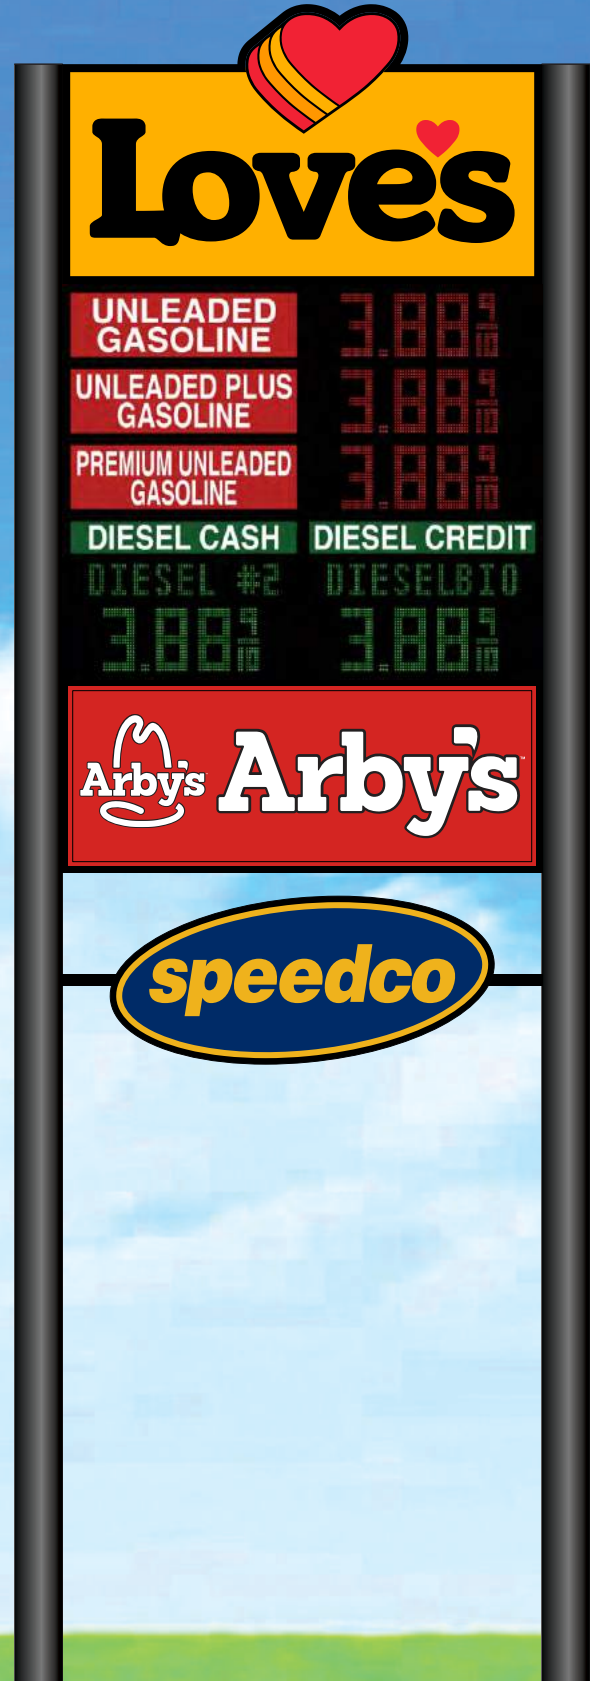 Love's
UNLEADED
GASOLINE
3.88 9/10
UNLEADED PLUS
GASOLINE
3.88 9/10
PREMIUM UNLEADED
GASOLINE
3.88 9/10
DIESEL CASH DIESEL CREDIT
DIESEL #2 DIESELBIO
3.88 9/10 3.88 9/10
Arby's Arby's™
speedco